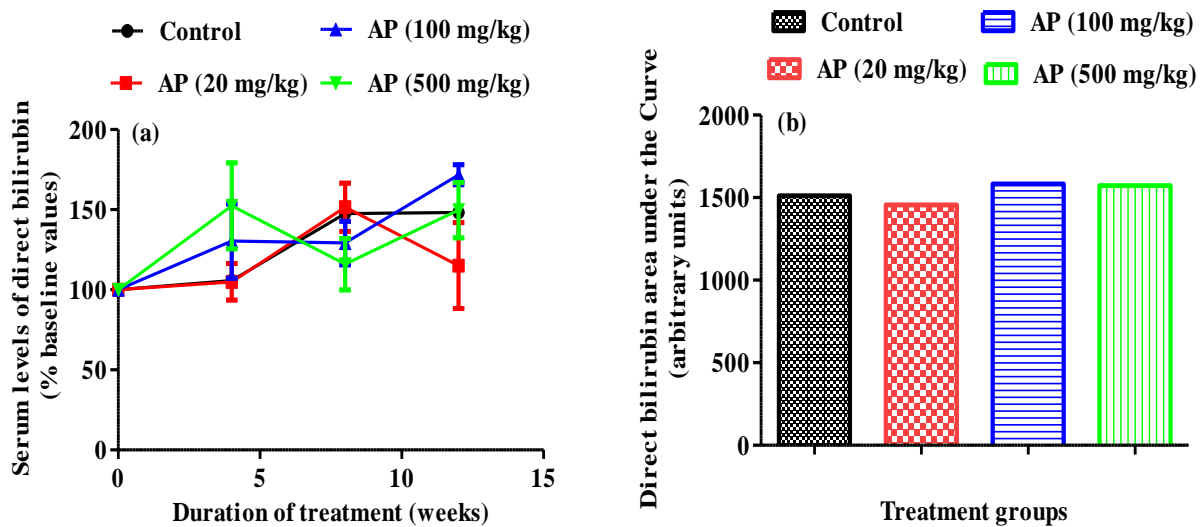 Control
AP (100 mg/kg)
AP (20 mg/kg)
AP (500 mg/kg)
(a)
Serum levels of direct bilirubin
(% baseline values)
200
150
100
50
0
0
5
10
15
Duration of treatment (weeks)
Control
AP (100 mg/kg)
AP (20 mg/kg)
AP (500 mg/kg)
(b)
Direct bilirubin area under the Curve
(arbitrary units)
2000
1500
1000
500
0
Treatment groups